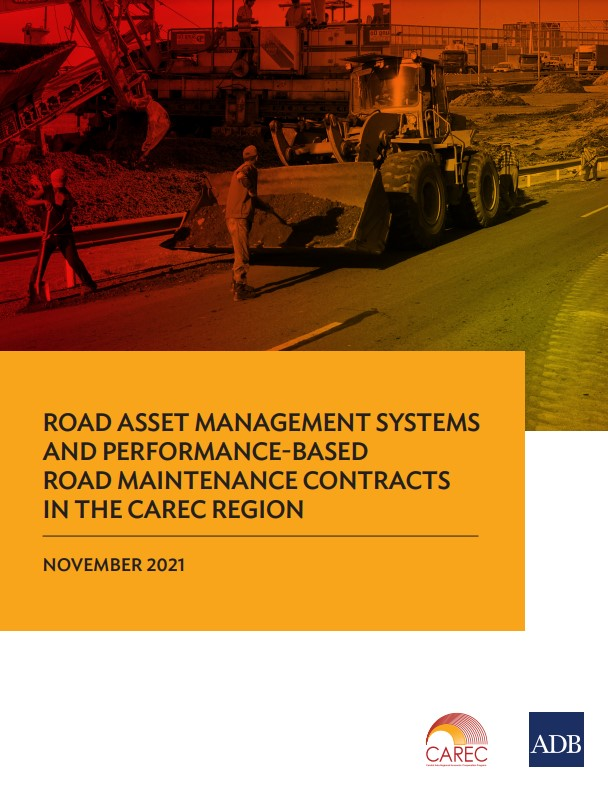 ROAD ASSET MANAGEMENT SYSTEMS
AND PERFORMANCE-BASED
ROAD MAINTENANCE CONTRACTS
IN THE CAREC REGION
NOVEMBER 2021
CAREC
ADB